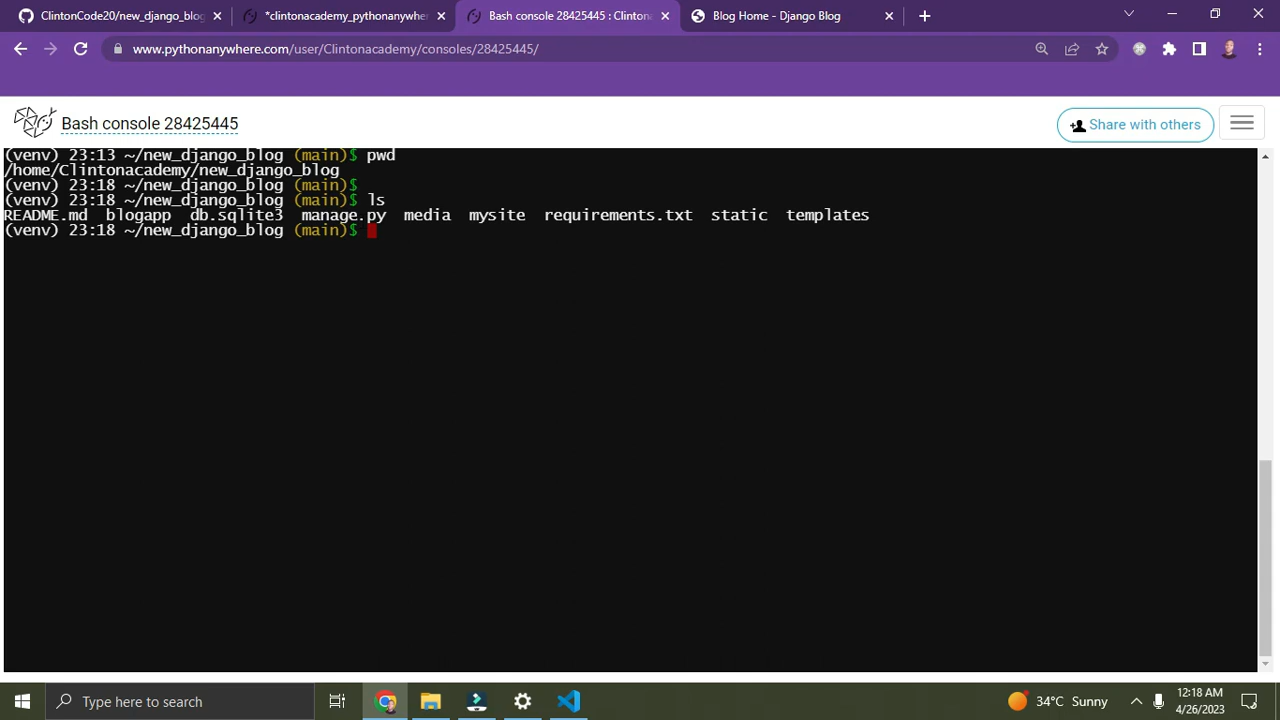 ClintonCode20/new_django_blog
*clintonacademy_pythonanywhere
Bash console 28425445 : Clintona
Blog Home - Django Blog
www.pythonanywhere.com/user/Clintonacademy/consoles/28425445/
Bash console 28425445
Share with others
(venv) 23:13 ~/new_django_blog (main)$ pwd
/home/Clintonacademy/new_django_blog
(venv) 23:18 ~/new_django_blog (main)$
(venv) 23:18 ~/new_django_blog (main)$ ls
README.md blogapp db.sqlite3 manage.py media mysite requirements.txt static templates
(venv) 23:18 ~/new_django_blog (main)$
Type here to search
34°C Sunny
12:18 AM
4/26/2023